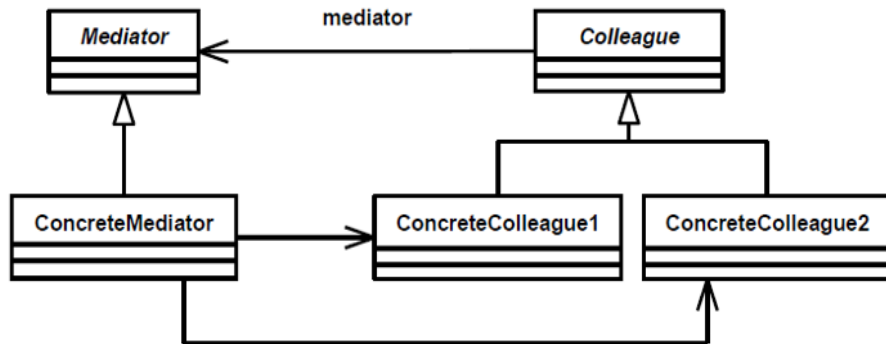 mediator
Mediator
Colleague
ConcreteMediator
ConcreteColleague1
ConcreteColleague2